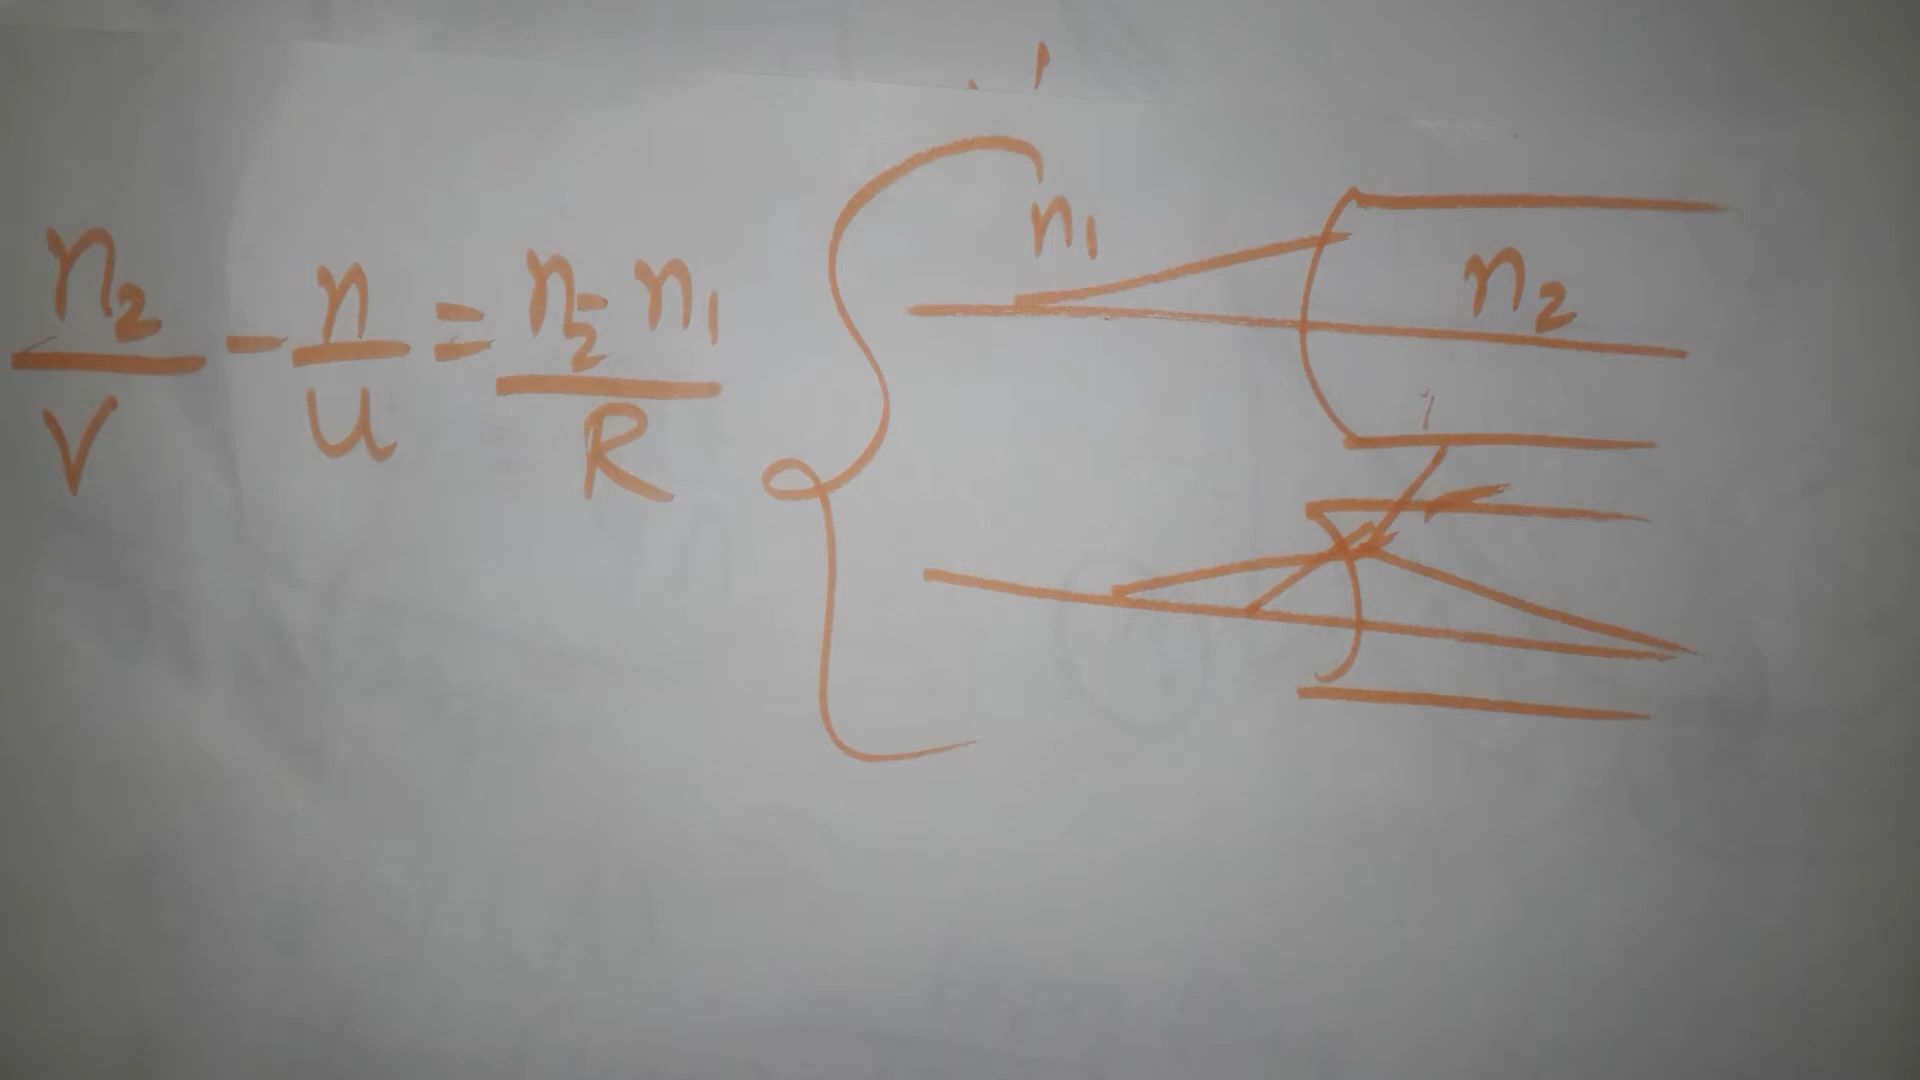 n₂/V - n/u = n₂-n₁/R
n₁
n₂